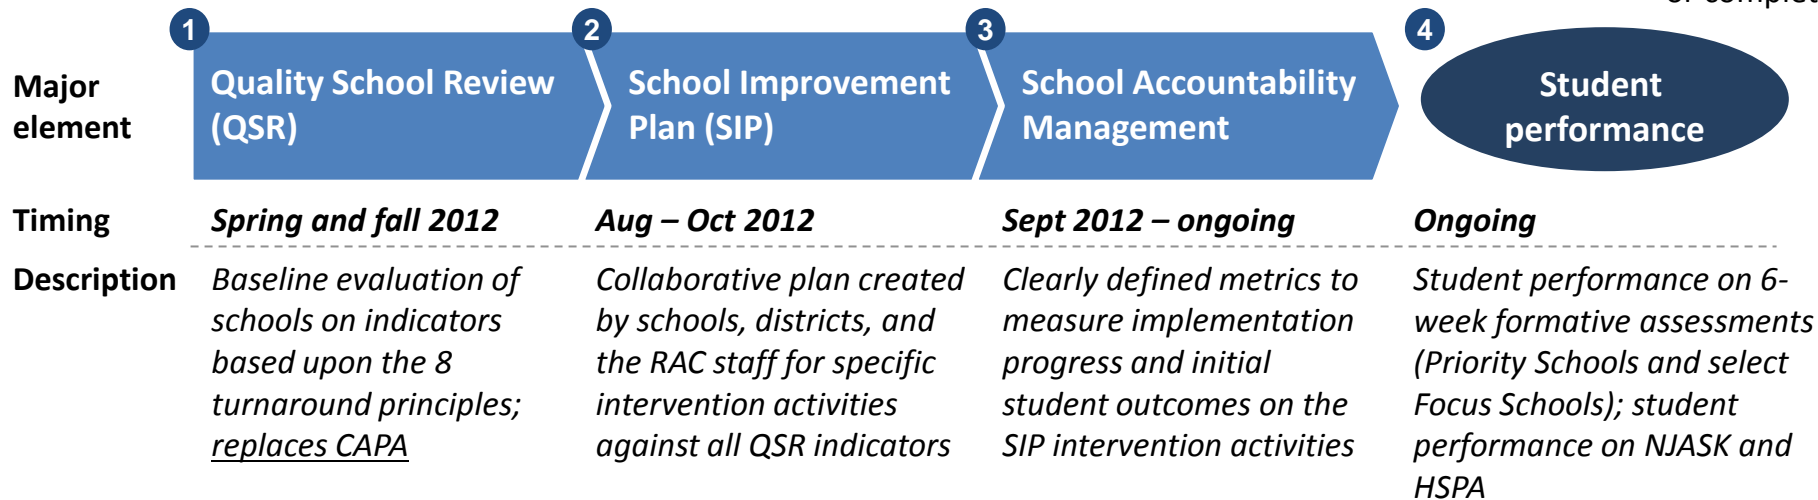 or complet
1
2
3
4
Major
element
Quality School Review
(QSR)
School Improvement
Plan (SIP)
School Accountability
Management
Student
performance
Timing
Spring and fall 2012
Aug – Oct 2012
Sept 2012 – ongoing
Ongoing
Description
Baseline evaluation of
schools on indicators
based upon the 8
turnaround principles;
replaces CAPA
Collaborative plan created
by schools, districts, and
the RAC staff for specific
intervention activities
against all QSR indicators
Clearly defined metrics to
measure implementation
progress and initial
student outcomes on the
SIP intervention activities
Student performance on 6-
week formative assessments
(Priority Schools and select
Focus Schools); student
performance on NJASK and
HSPA